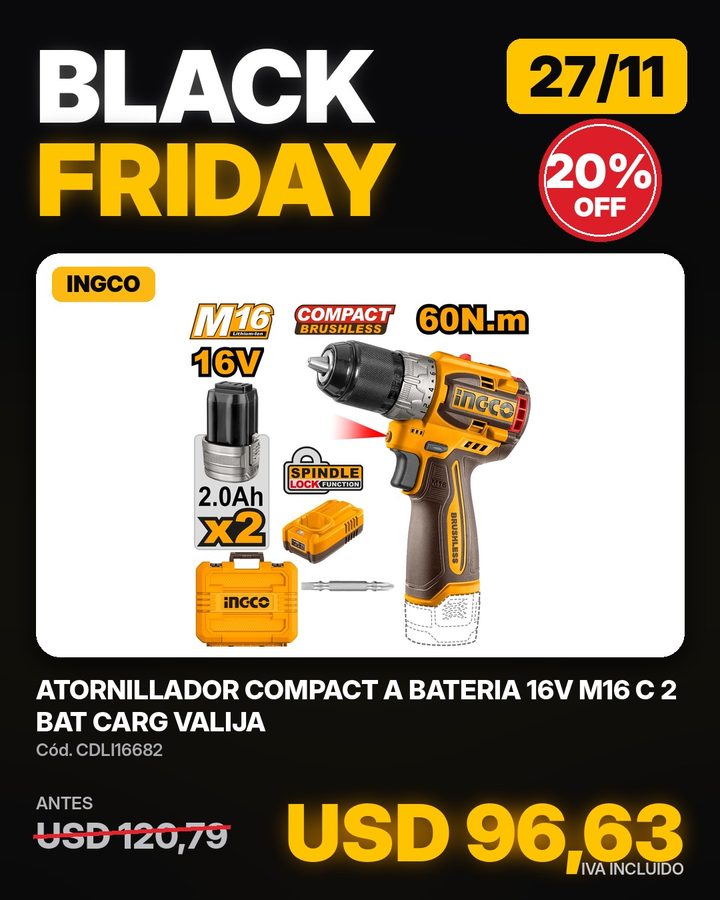 BLACK
FRIDAY
27/11
20%
OFF
INGCO
M16
Lithium-Ion
COMPACT
BRUSHLESS
60N.m
16V
INGCO
SPINDLE
LOCK FUNCTION
2.0Ah
x2
BRUSHLESS
INGCO
ATORNILLADOR COMPACT A BATERIA 16V M16 C 2
BAT CARG VALIJA
Cód. CDLI16682
ANTES
USD 120,79
USD 96,63
IVA INCLUIDO